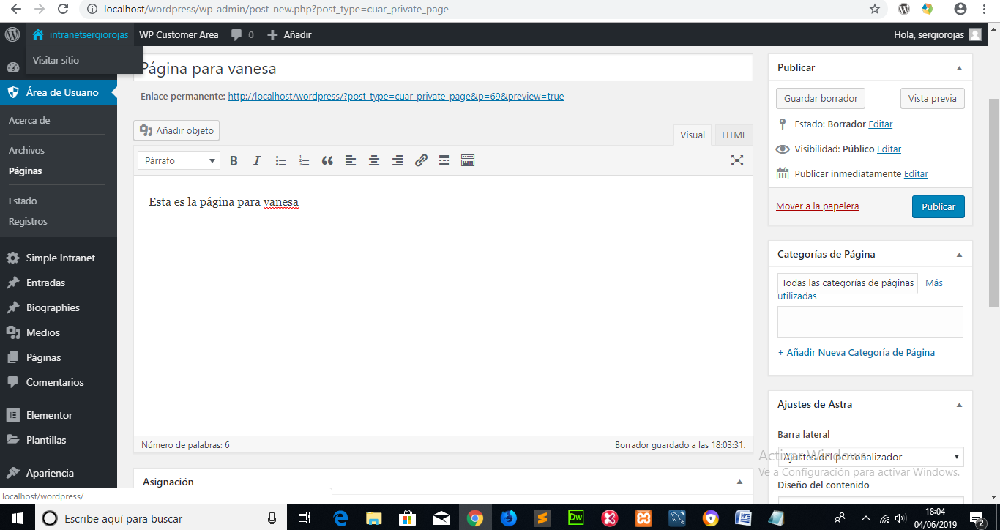 localhost/wordpress/wp-admin/post-new.php?post_type=cuar_private_page
intranetsergiorojas
WP Customer Area
0
Añadir
Hola, sergiorojas
Visitar sitio
Área de Usuario
Acerca de
Archivos
Páginas
Estado
Registros
Simple Intranet
Entradas
Biographies
Medios
Páginas
Comentarios
Elementor
Plantillas
Apariencia
Página para vanesa
Enlace permanente: http://localhost/wordpress/?post_type=cuar_private_page&p=69&preview=true
Añadir objeto
Visual
HTML
Párrafo
B I
Esta es la página para vanesa
Número de palabras: 6
Borrador guardado a las 18:03:31.
Asignación
Publicar
Guardar borrador
Vista previa
Estado: Borrador Editar
Visibilidad: Público Editar
Publicar inmediatamente Editar
Mover a la papelera
Publicar
Categorías de Página
Todas las categorías de páginas
Más
utilizadas
+ Añadir Nueva Categoría de Página
Ajustes de Astra
Barra lateral
Ajustes del personalizador
Activar Windows
Ve a Configuración para activar Windows.
Diseño del contenido
localhost/wordpress/
Escribe aquí para buscar
Dw
18:04
04/06/2019
2